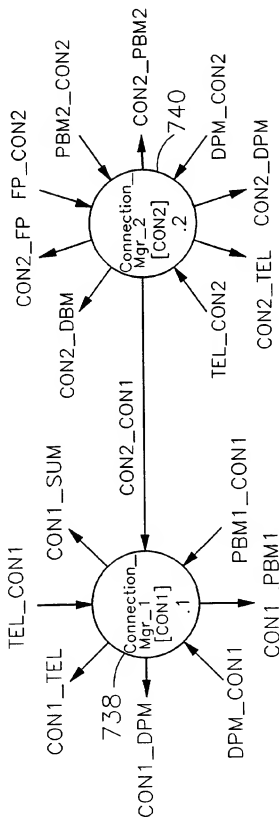 TEL_CON1
CON1_TEL
CON1_SUM
738
Connection_
Mgr_1
[CON1]
.1
CON1_DPM
DPM_CON1
CON1_PBM1
PBM1_CON1
CON2_CON1
CON2_FP
FP_CON2
CON2_DBM
PBM2_CON2
Connection_
Mgr_2
[CON2]
.2
CON2_PBM2
740
TEL_CON2
CON2_TEL
CON2_DPM
DPM_CON2